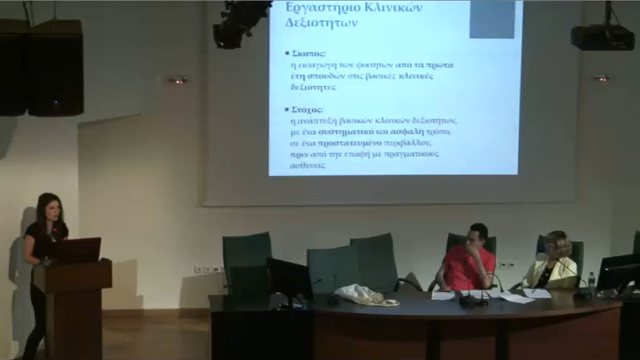 Εργαστήριο Κλινικών
Δεξιοτήτων
Σκοπός:
η εισαγωγή των φοιτητών από τα πρώτα
έτη σπουδών στις βασικές κλινικές
δεξιότητες.
Στόχος:
η ανάπτυξη βασικών κλινικών δεξιοτήτων,
με ένα συστηματικό και ασφαλή τρόπο,
σε ένα προστατευμένο περιβάλλον,
πριν από την επαφή με πραγματικούς
ασθενείς.